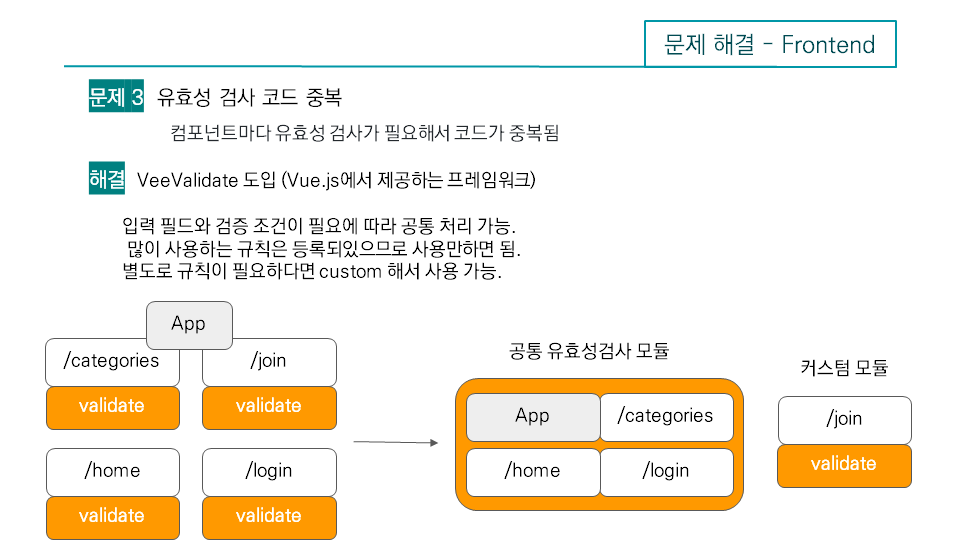 문제 해결 - Frontend
문제 3 유효성 검사 코드 중복
컴포넌트마다 유효성 검사가 필요해서 코드가 중복됨
해결 VeeValidate 도입 (Vue.js에서 제공하는 프레임워크)
입력 필드와 검증 조건이 필요에 따라 공통 처리 가능.
많이 사용하는 규칙은 등록되있으므로 사용만하면 됨.
별도로 규칙이 필요하다면 custom 해서 사용 가능.
App
/categories
/join
validate
validate
/home
/login
validate
validate
공통 유효성검사 모듈
App
/categories
/home
/login
커스텀 모듈
/join
validate